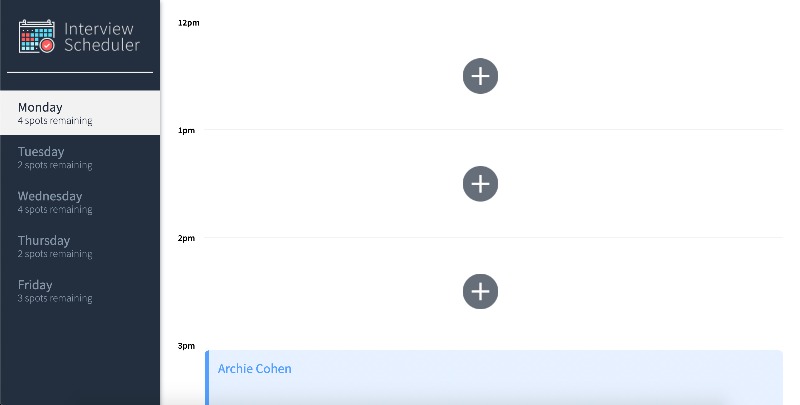 Interview
Scheduler
Monday
4 spots remaining
Tuesday
2 spots remaining
Wednesday
4 spots remaining
Thursday
2 spots remaining
Friday
3 spots remaining
12pm
1pm
2pm
3pm
Archie Cohen